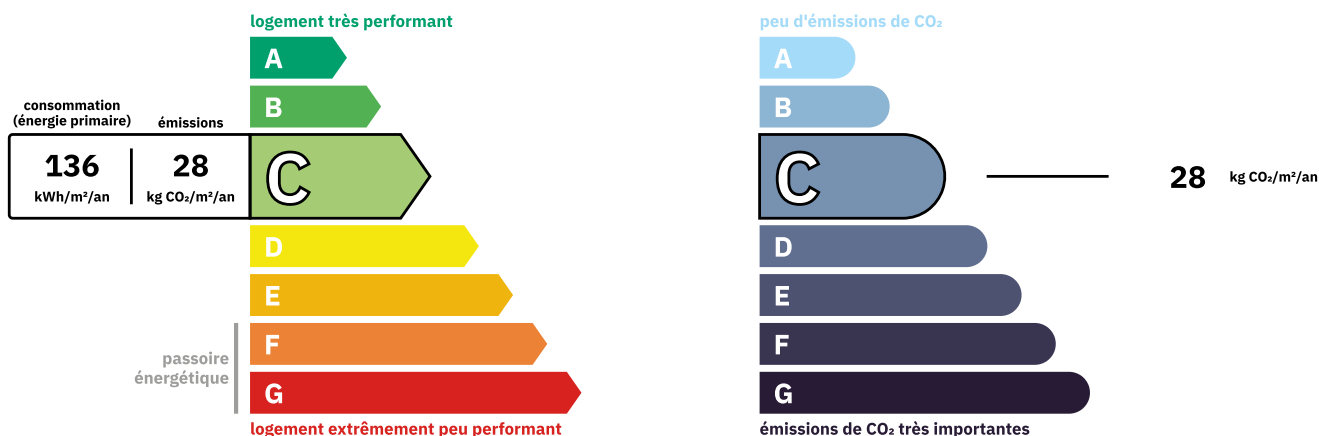 logement très performant
A
B
consommation
(énergie primaire)
émissions
136
kWh/m²/an
28
kg CO₂/m²/an
C
D
E
F
G
passoire
énergétique
logement extrêmement peu performant
peu d'émissions de CO₂
A
B
C
28
kg CO₂/m²/an
D
E
F
G
émissions de CO₂ très importantes